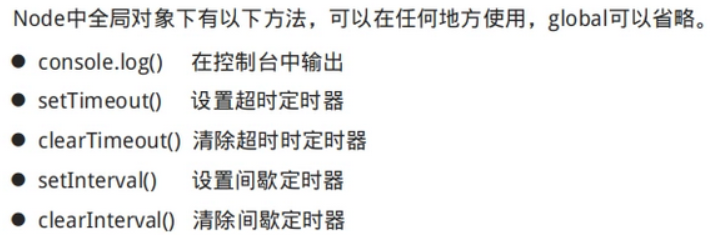 Node中全局对象下有以下方法，可以在任何地方使用，global可以省略。
● console.log() 在控制台中输出
● setTimeout() 设置超时定时器
● clearTimeout() 清除超时时定时器
● setInterval() 设置间歇定时器
● clearInterval() 清除间歇定时器